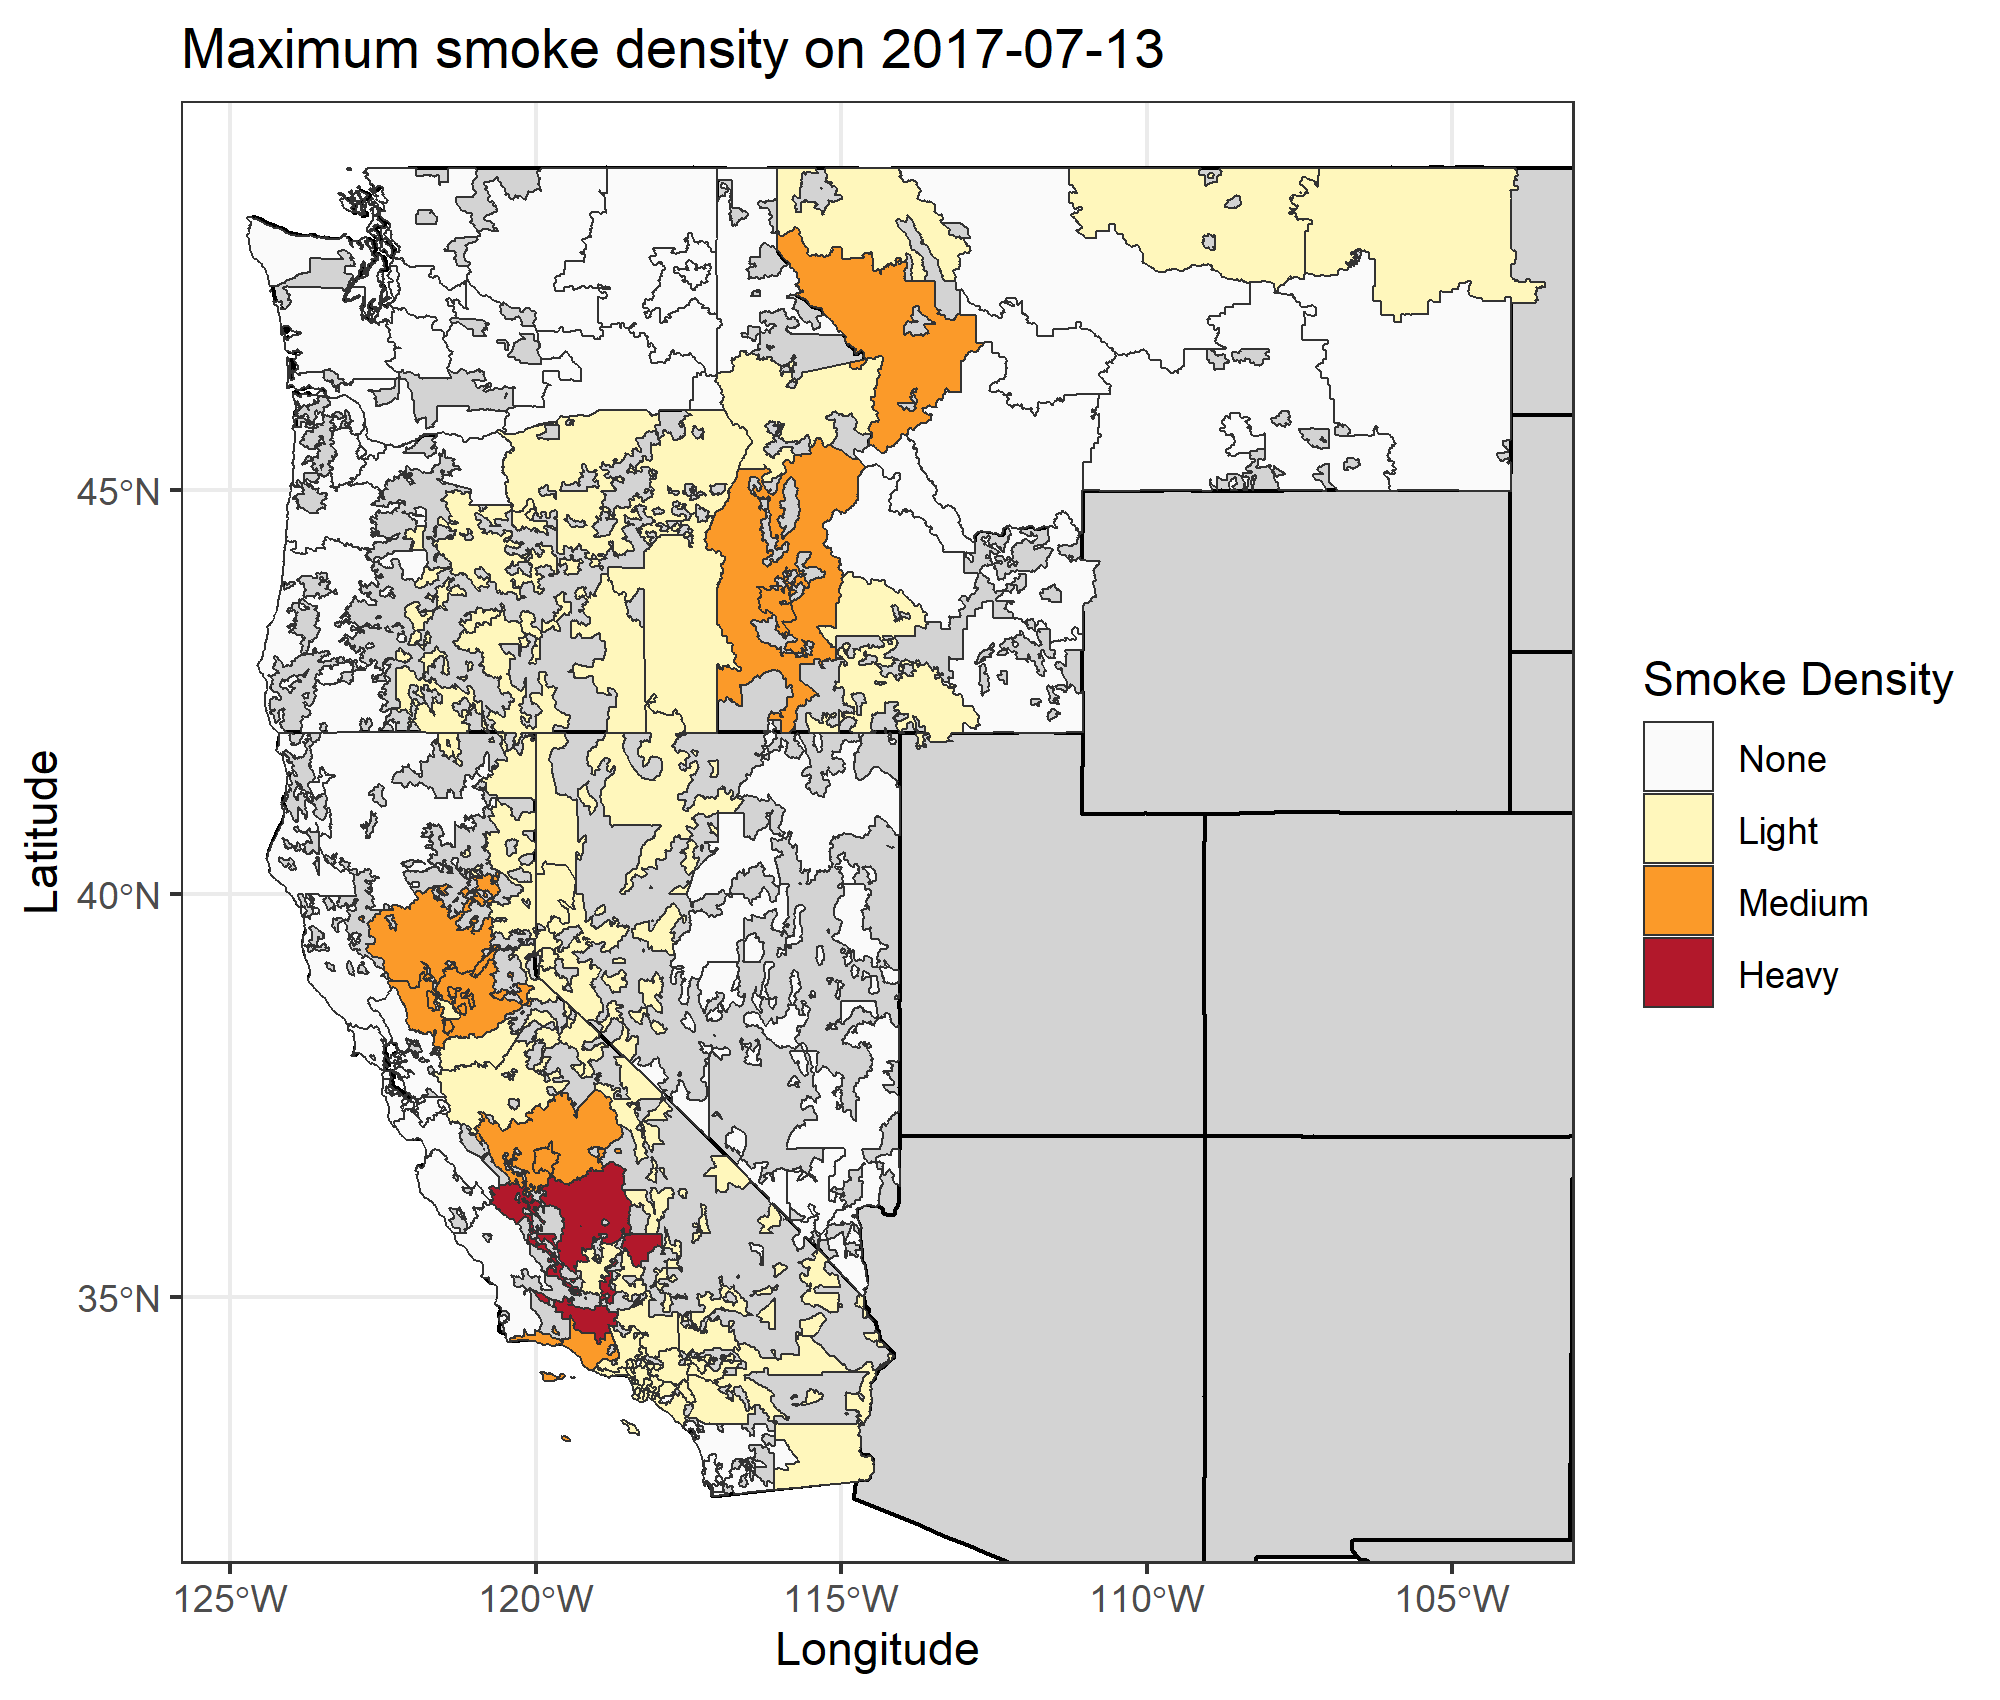 Maximum smoke density on 2017-07-13
45°N
40°N
35°N
Latitude
125°W
120°W
115°W
110°W
105°W
Longitude
Smoke Density
None
Light
Medium
Heavy